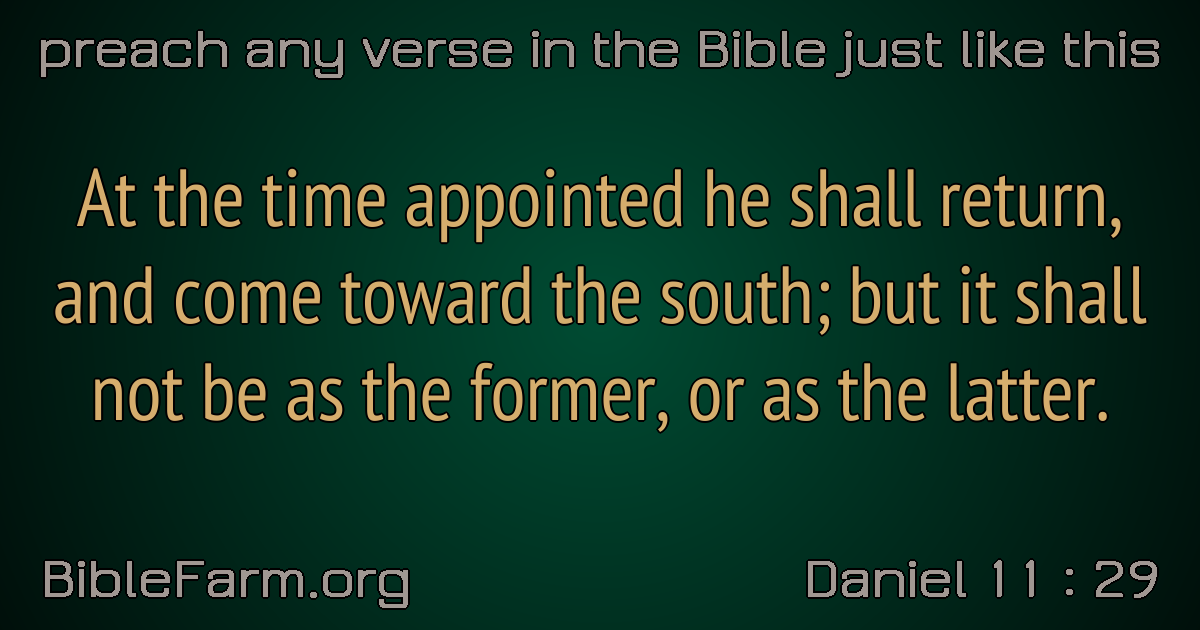 preach any verse in the Bible just like this
At the time appointed he shall return,
and come toward the south; but it shall
not be as the former, or as the latter.
BibleFarm.org
Daniel 11 : 29